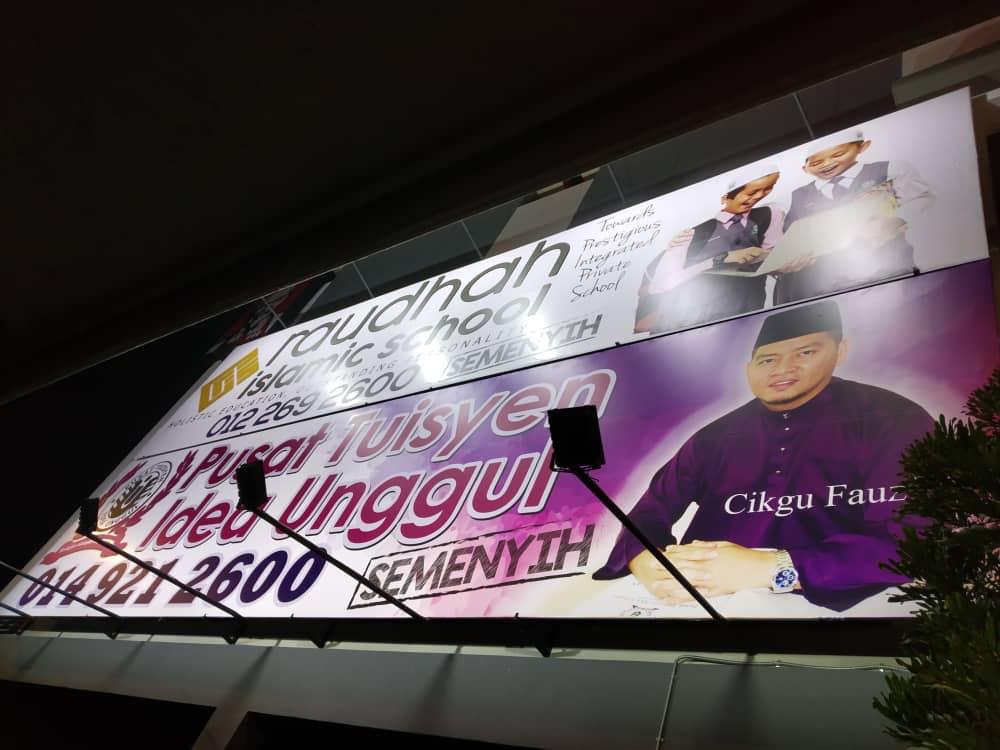 raudhah
islamic school
HOLISTIC EDUCATION, OUTSTANDING PERSONALITY
012 269 2600
SEMENYIH
Towards
Prestigious
Integrated
Private
School
Pusat Tuisyen
Idea Unggul
014 921 2600
SEMENYIH
Cikgu Fauz